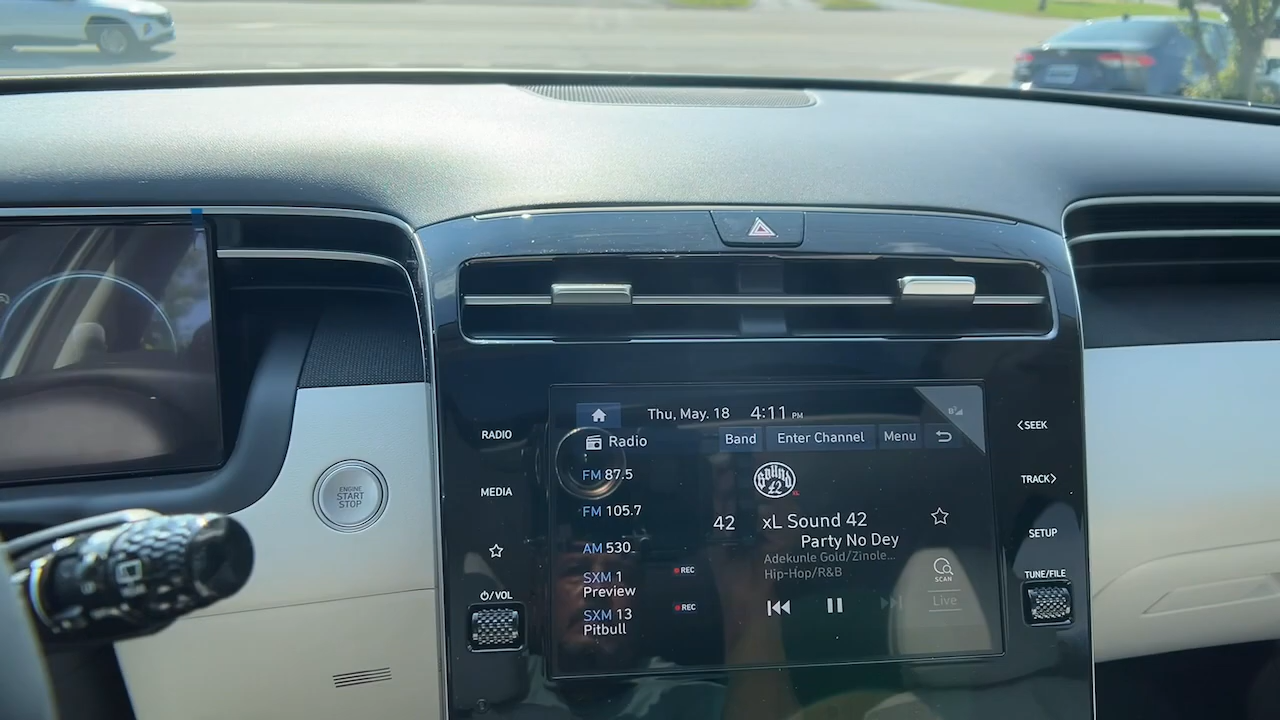 Thu, May. 18 4:11 PM
Radio
Band
Enter Channel
Menu
FM 87.5
FM 105.7
AM 530
SXM 1
Preview
REC
SXM 13
Pitbull
REC
42
42
xL Sound 42
Party No Dey
Adekunle Gold/Zinole...
Hip-Hop/R&B
SCAN
Live
RADIO
MEDIA
VOL
<SEEK
TRACK>
SETUP
TUNE/FILE
ENGINE
START
STOP